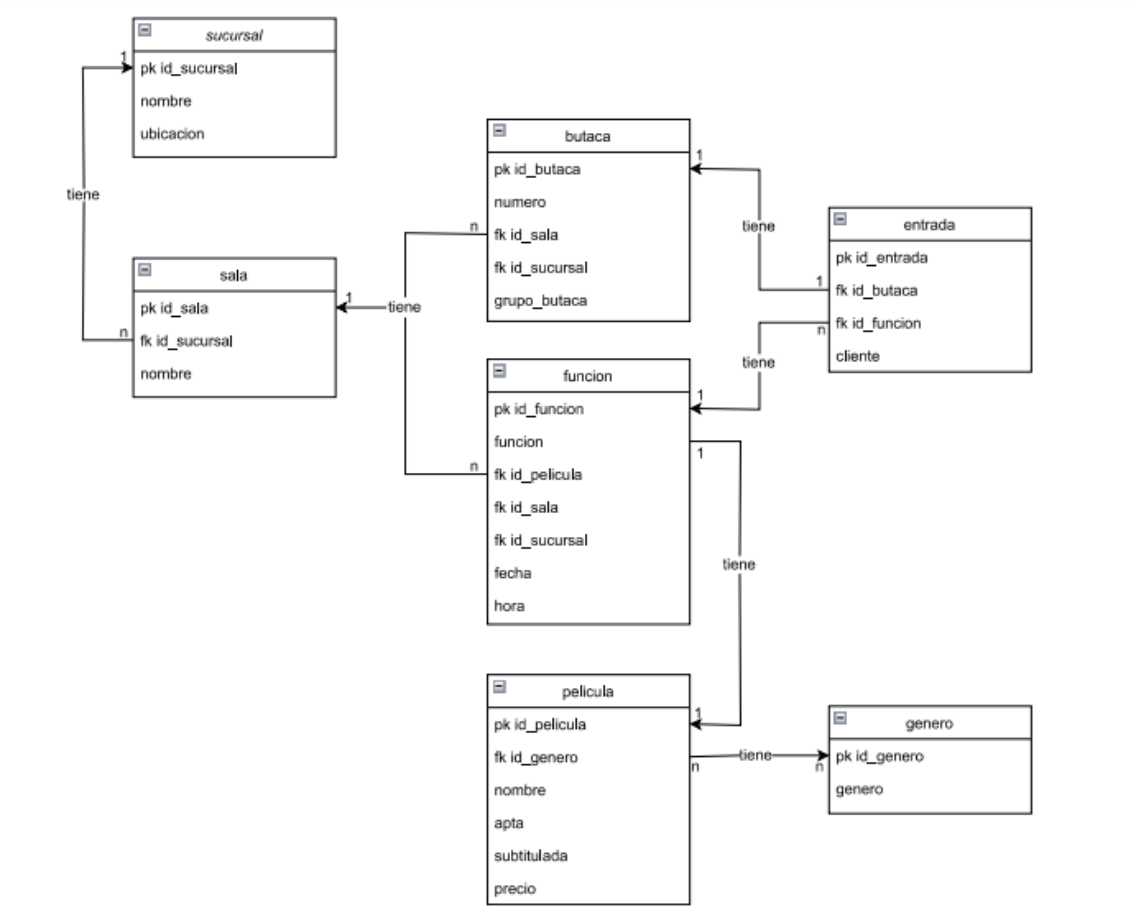 sucursal
1
pk id_sucursal
nombre
ubicacion
tiene
sala
pk id_sala
n
fk id_sucursal
nombre
1
tiene
butaca
pk id_butaca
numero
n
fk id_sala
fk id_sucursal
grupo_butaca
1
tiene
entrada
pk id_entrada
1
fk id_butaca
fk id_funcion
n
cliente
tiene
funcion
1
pk id_funcion
funcion
1
n
fk id_pelicula
fk id_sala
fk id_sucursal
fecha
hora
tiene
pelicula
1
pk id_pelicula
fk id_genero
n
tiene
n
nombre
apta
subtitulada
precio
genero
pk id_genero
genero